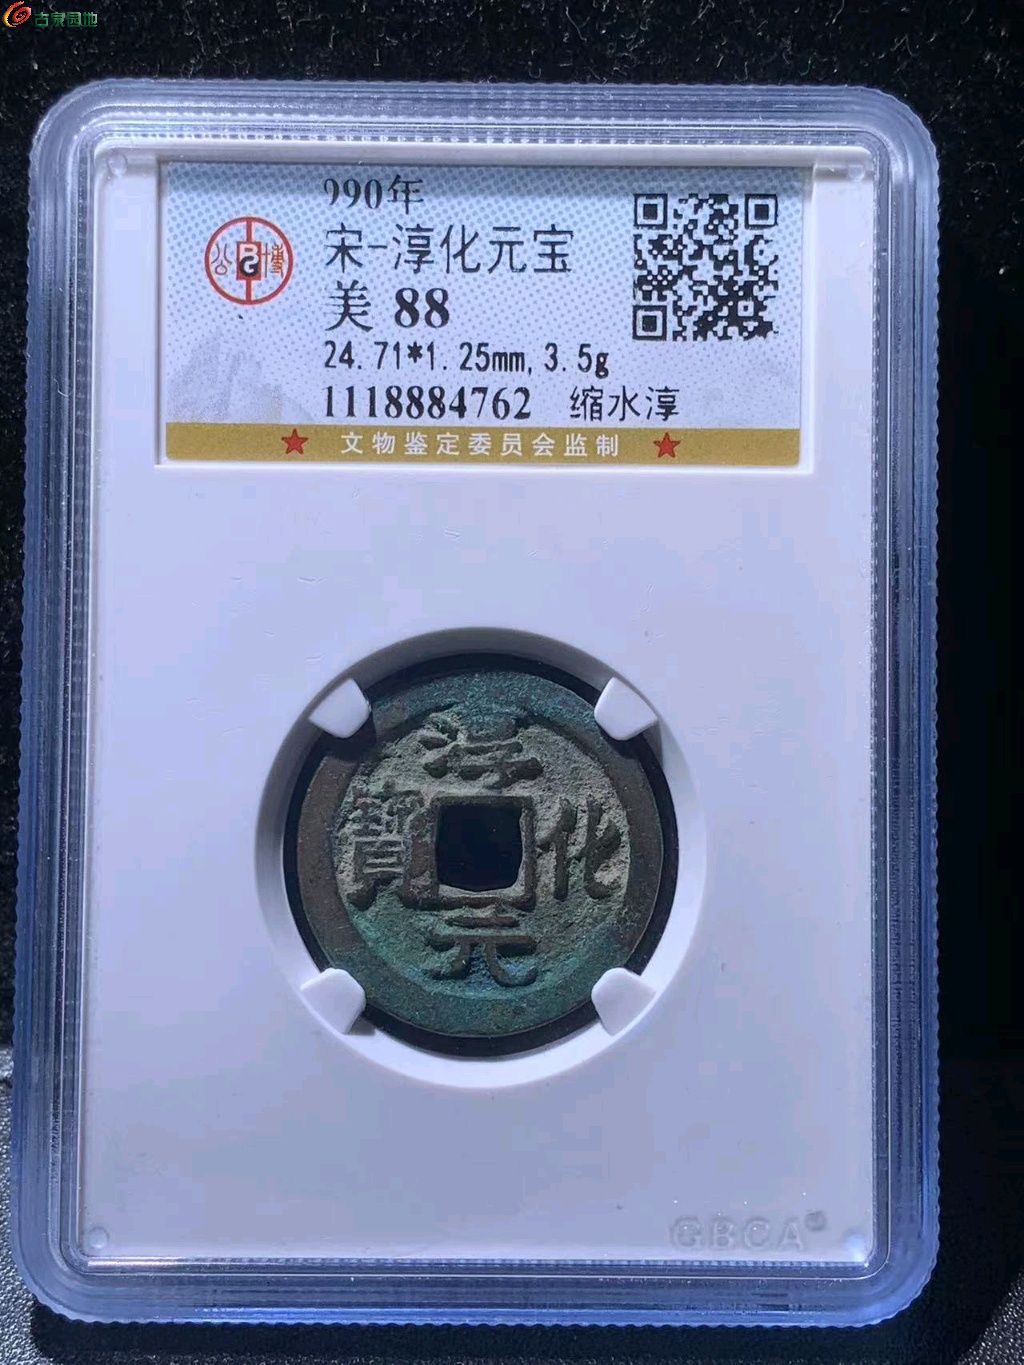 古泉园地
990年
宋-淳化元宝
美 88
24.71*1.25mm,3.5g
1118884762 缩水淳
公博
文物鉴定委员会监制
淳化元寶
GBCA